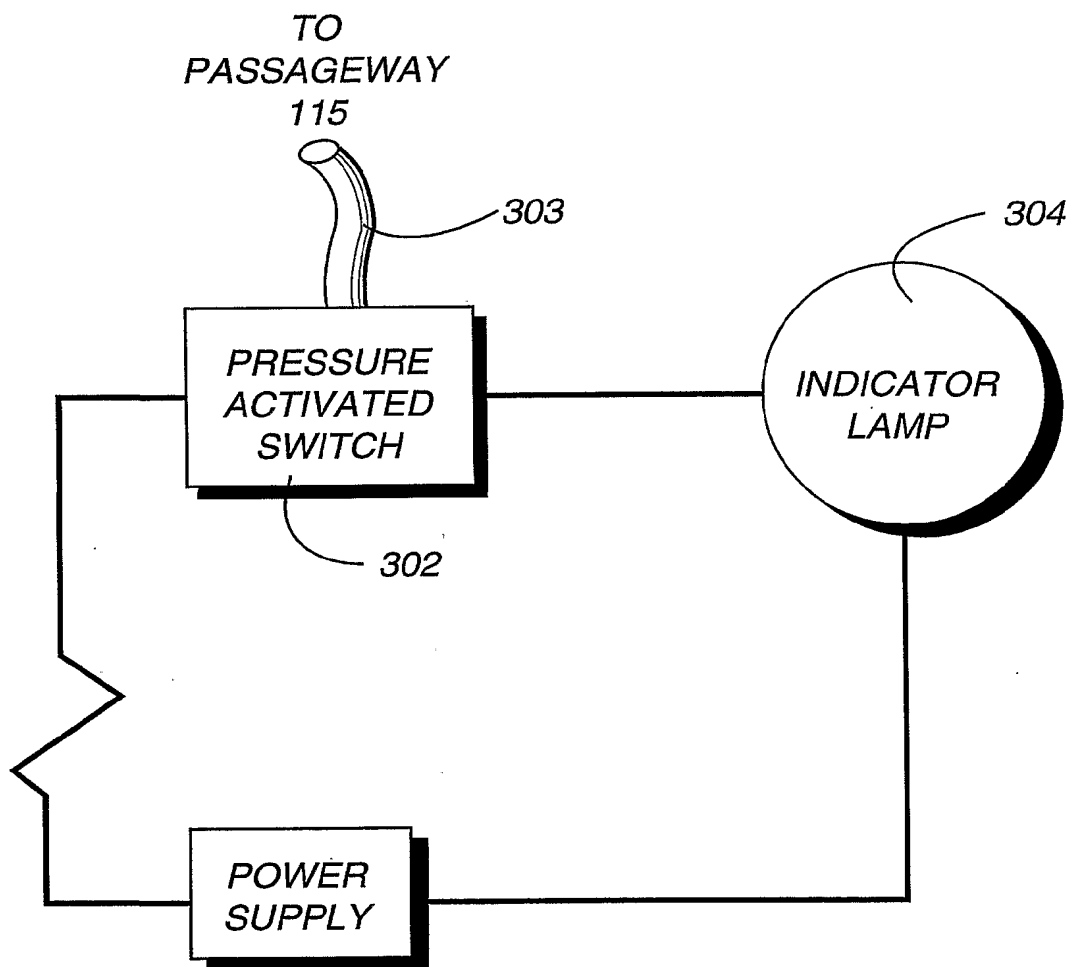 TO
PASSAGEWAY
115
303
304
PRESSURE
ACTIVATED
SWITCH
INDICATOR
LAMP
302
POWER
SUPPLY